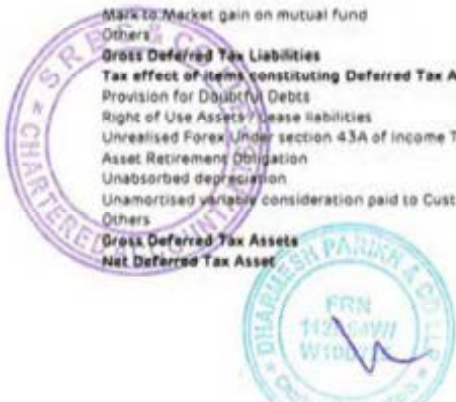 Mark to Market gain on mutual fund
Others
Gross Deferred Tax Liabilities
Tax effect of items constituting Deferred Tax A
Provision for Doubtful Debts
Right of Use Assets / Lease liabilities
Unrealised Forex Under section 43A of Income T
Asset Retirement Obligation
Unabsorbed depreciation
Unamortised variable consideration paid to Cust
Others
Gross Deferred Tax Assets
Net Deferred Tax Asset
S R B C & CO
CHARTERED
DHARMESH PARIKH & CO LLP
FRN